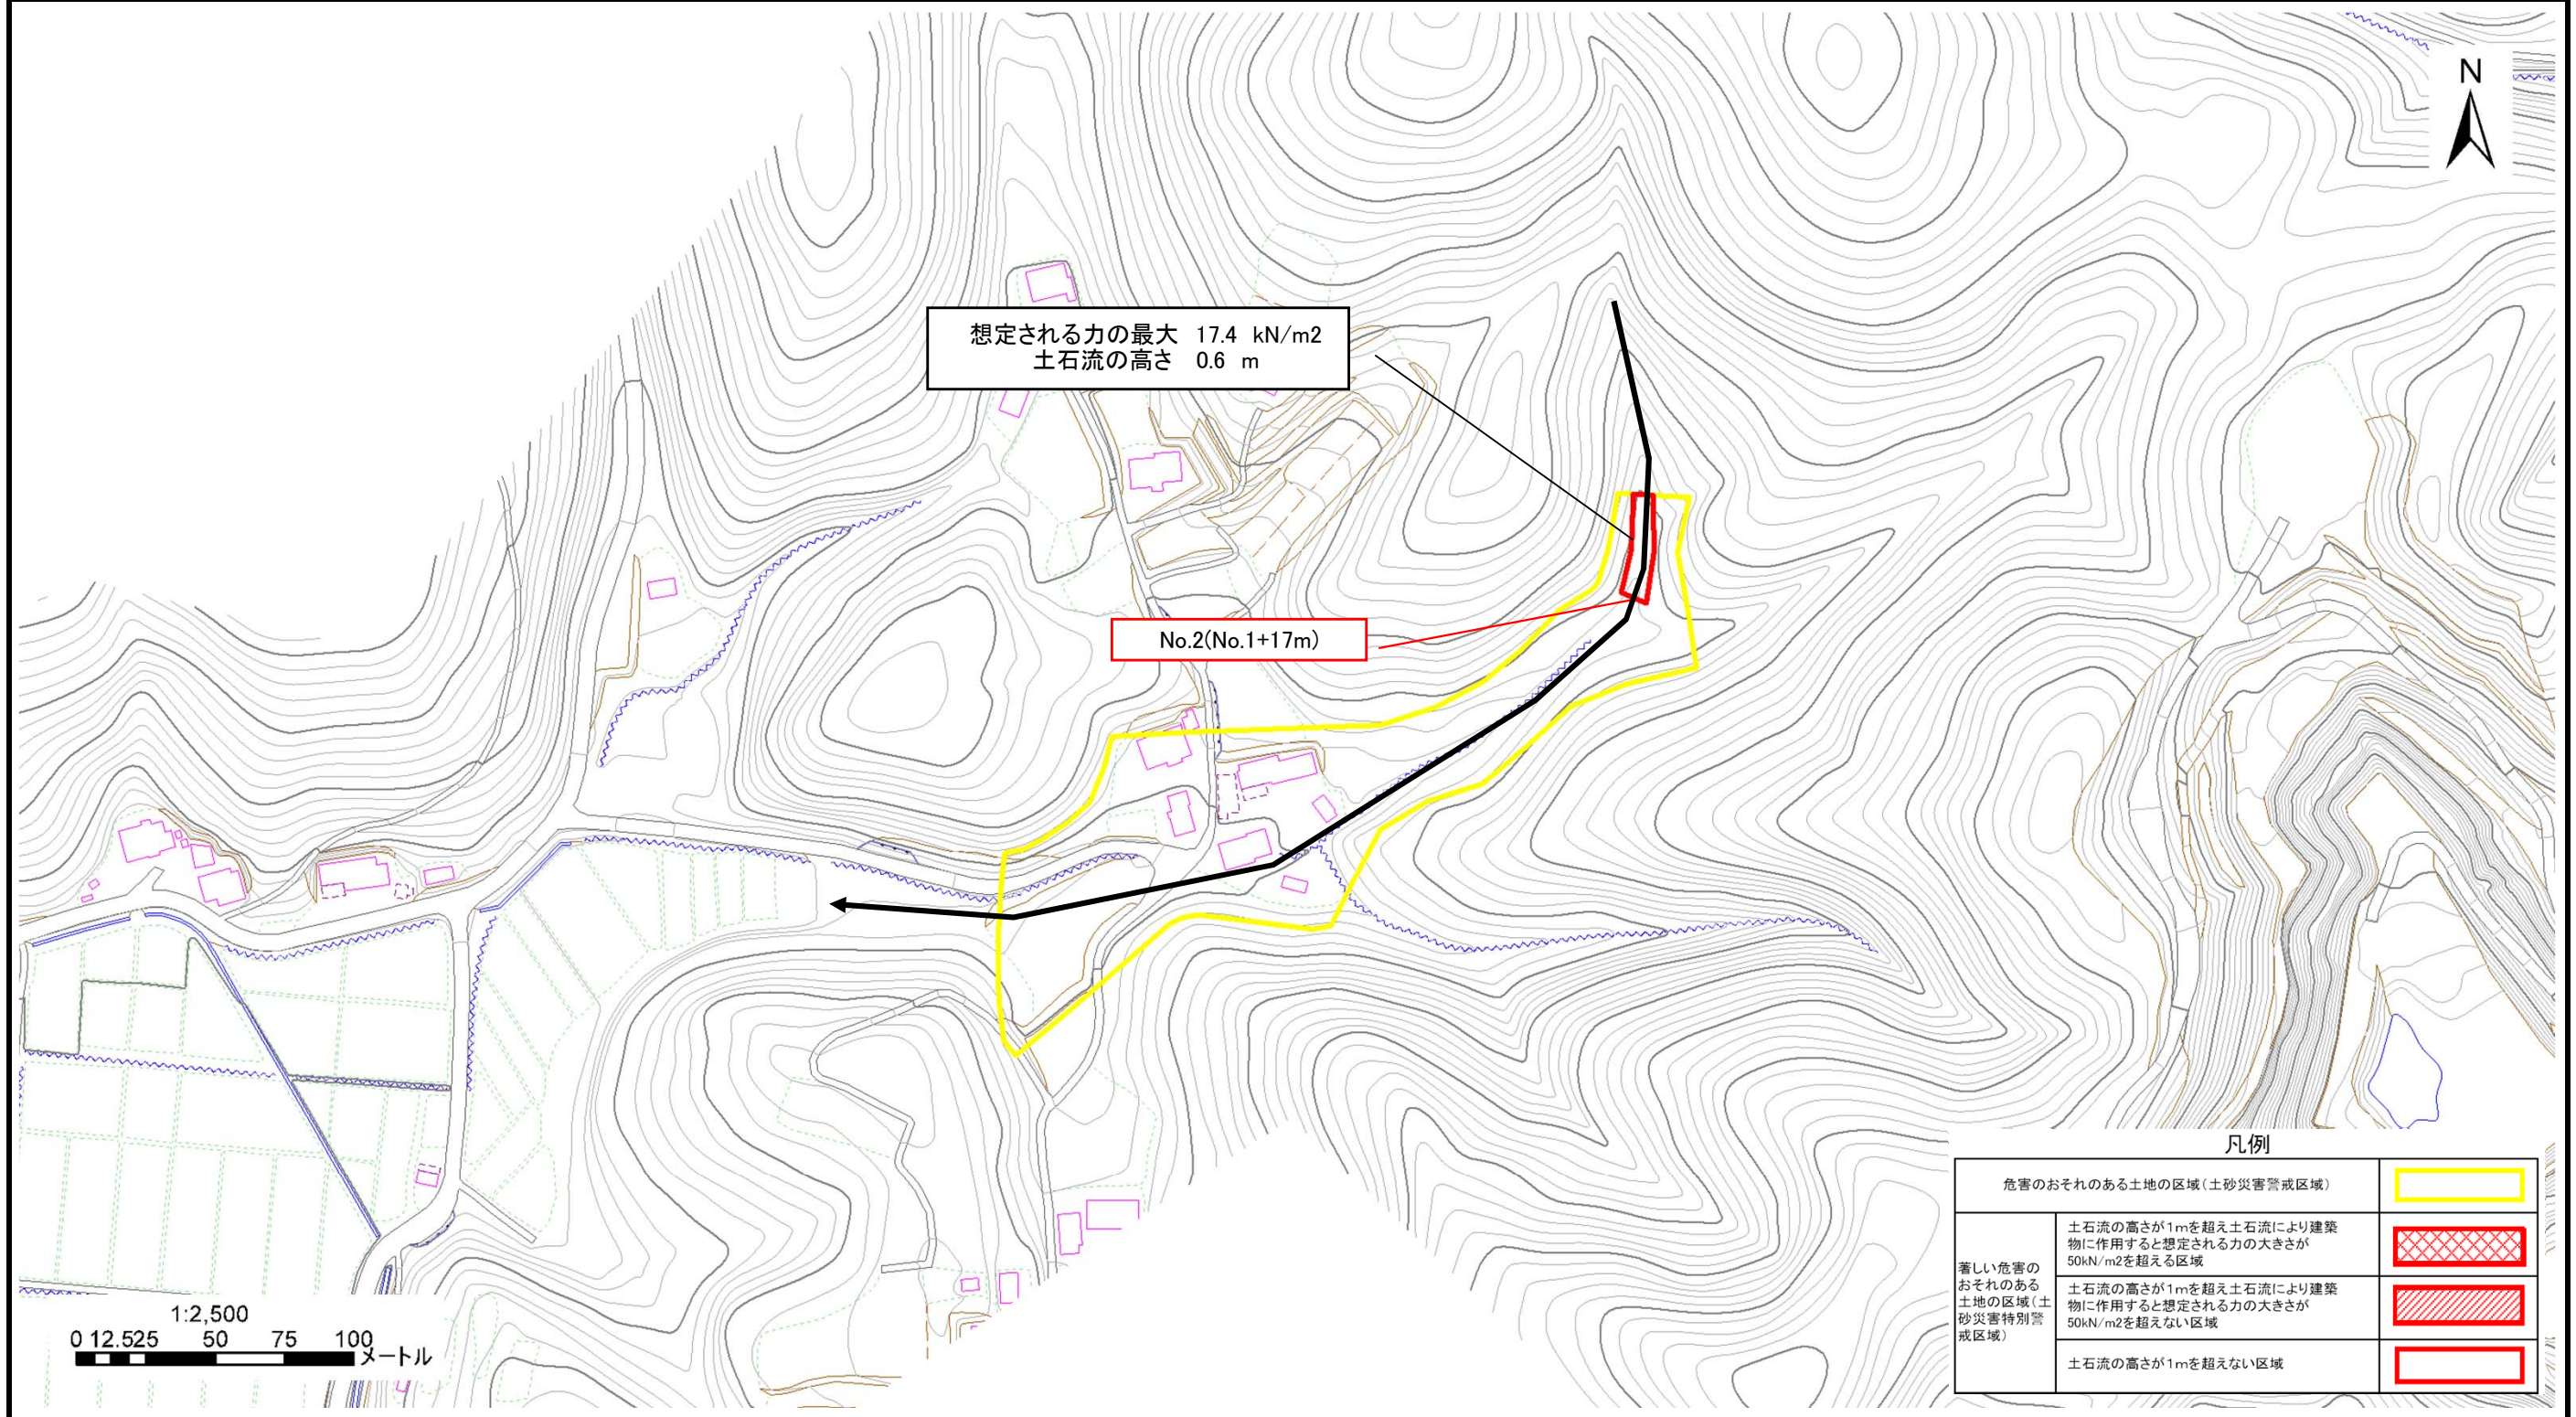 N
想定される力の最大 17.4 kN/m2
土石流の高さ 0.6 m
No.2(No.1+17m)
凡例
危害のおそれのある土地の区域(土砂災害警戒区域)
著しい危害の
おそれのある
土地の区域(土
砂災害特別警
戒区域)
土石流の高さが1mを超え土石流により建築
物に作用すると想定される力の大きさが
50kN/m2を超える区域
土石流の高さが1mを超え土石流により建築
物に作用すると想定される力の大きさが
50kN/m2を超えない区域
土石流の高さが1mを超えない区域
1:2,500
0 12.525 50 75 100
メートル